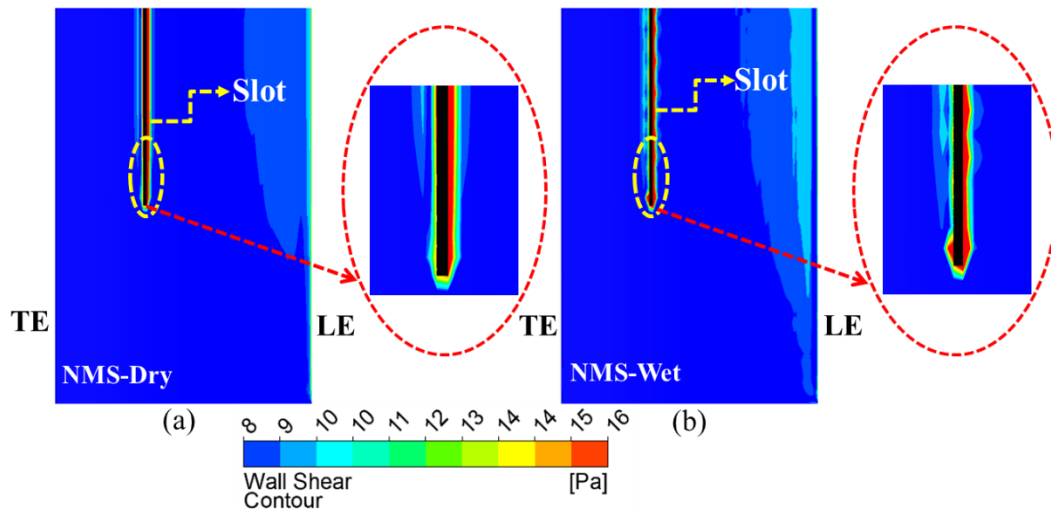 Slot
Slot
TE
LE
TE
LE
NMS-Dry
NMS-Wet
(a)
(b)
8 9 10 10 11 12 13 14 14 15 16
Wall Shear
Contour
[Pa]